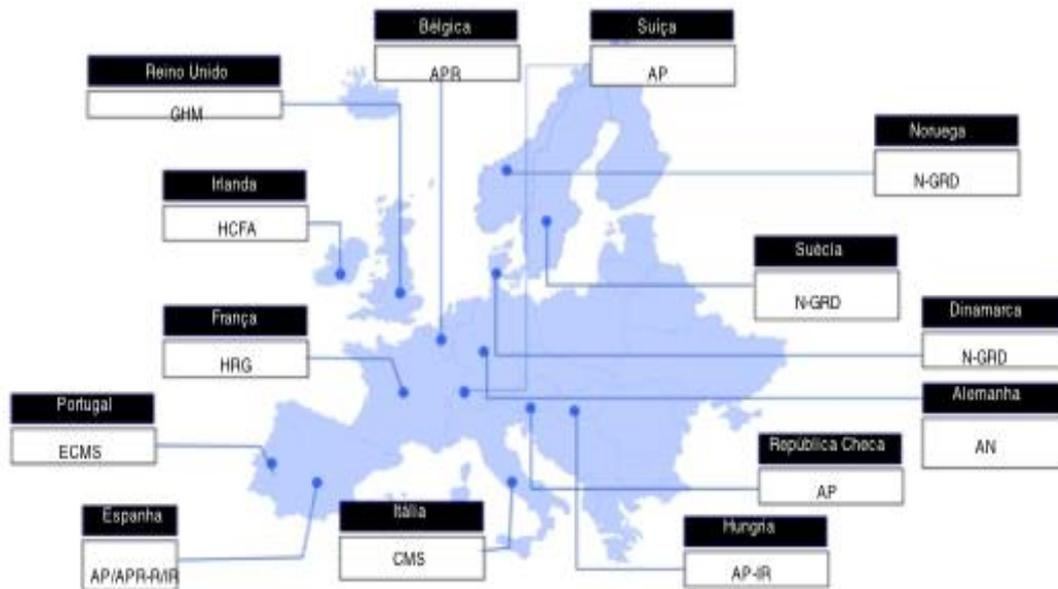 Bélgica
APR
Suíça
AP
Reino Unido
GHM
Noruega
N-GRD
Irlanda
HCFA
Suécia
N-GRD
França
HRG
Dinamarca
N-GRD
Portugal
ECMS
Alemanha
AN
República Checa
AP
Espanha
AP/APR-R/IR
Itália
CMS
Hungria
AP-IR